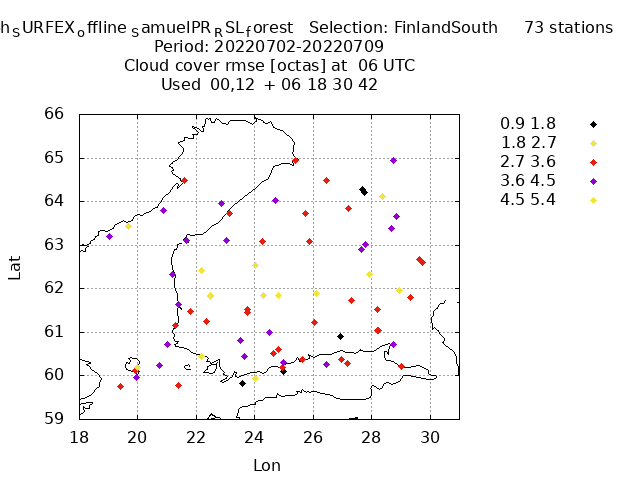 h_SURFEX_offline_SamuelPR_RSL_forest Selection: FinlandSouth 73 stations
Period: 20220702-20220709
Cloud cover rmse [octas] at 06 UTC
Used 00,12 + 06 18 30 42
66
65
64
63
62
61
60
59
18 20 22 24 26 28 30
Lat
Lon
0.9 1.8
1.8 2.7
2.7 3.6
3.6 4.5
4.5 5.4